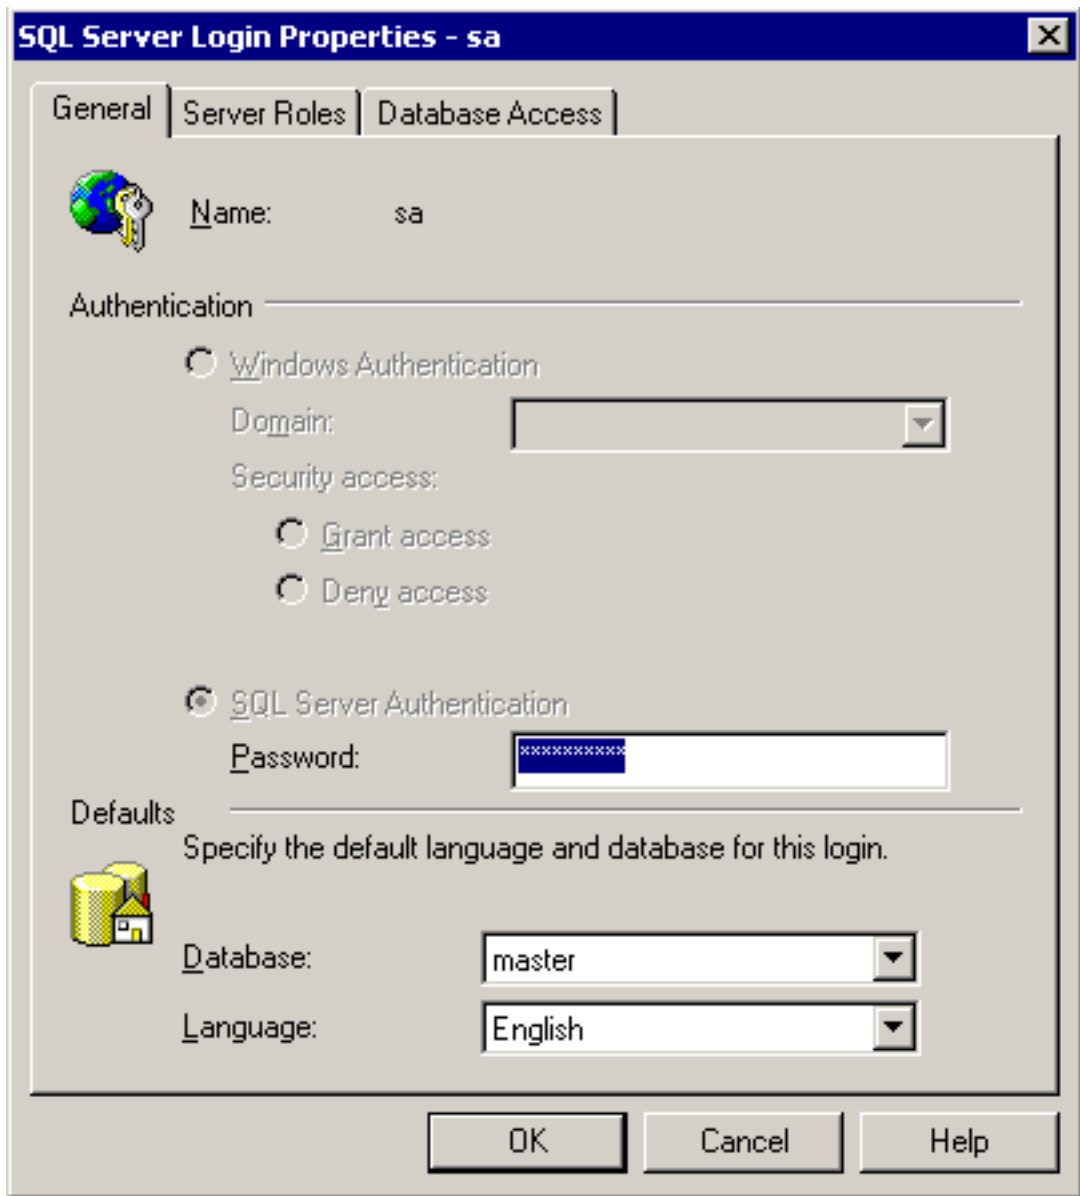 SQL Server Login Properties - sa
General Server Roles Database Access
Name: sa
Authentication
Windows Authentication
Domain:
Security access:
Grant access
Deny access
SQL Server Authentication
Password: **********
Defaults
Specify the default language and database for this login.
Database: master
Language: English
OK Cancel Help